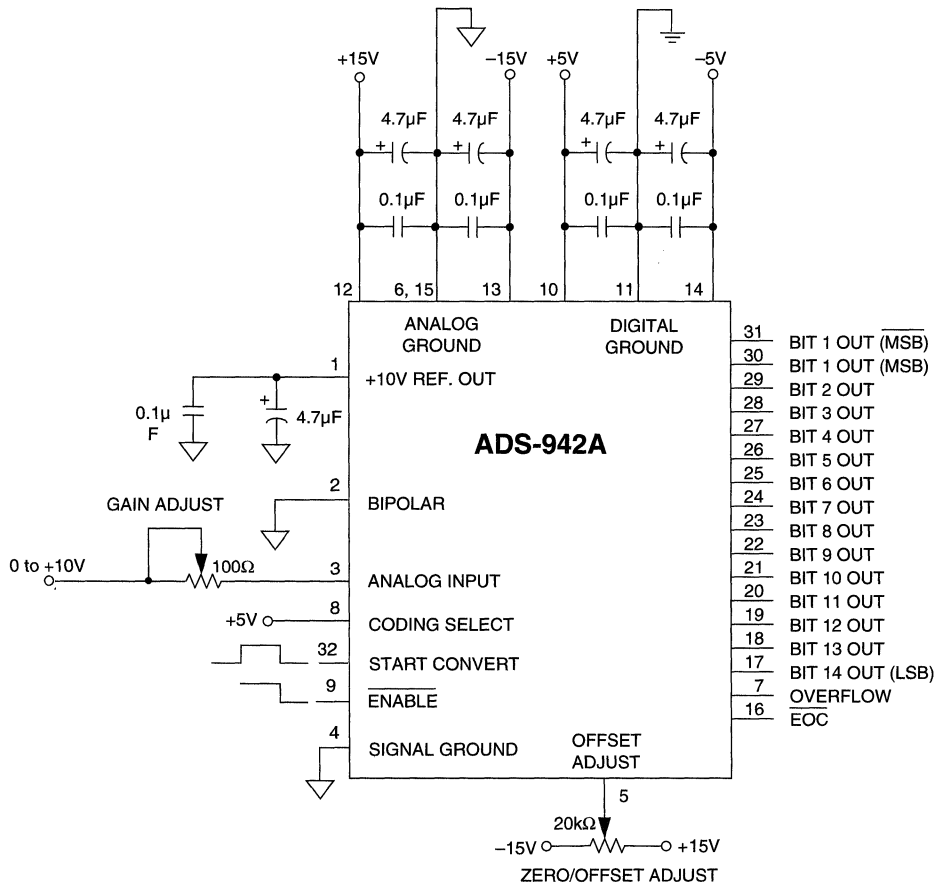 +15V
–15V
+5V
–5V
4.7µF
4.7µF
4.7µF
4.7µF
+
+
+
+
0.1µF
0.1µF
0.1µF
0.1µF
12
6, 15
13
10
11
14
ANALOG
GROUND
DIGITAL
GROUND
1
+10V REF. OUT
0.1µ
F
+
4.7µF
ADS-942A
2
BIPOLAR
GAIN ADJUST
0 to +10V
100Ω
3
ANALOG INPUT
+5V
8
CODING SELECT
32
START CONVERT
9
ENABLE
4
SIGNAL GROUND
31 BIT 1 OUT (MSB)
30 BIT 1 OUT (MSB)
29 BIT 2 OUT
28 BIT 3 OUT
27 BIT 4 OUT
26 BIT 5 OUT
25 BIT 6 OUT
24 BIT 7 OUT
23 BIT 8 OUT
22 BIT 9 OUT
21 BIT 10 OUT
20 BIT 11 OUT
19 BIT 12 OUT
18 BIT 13 OUT
17 BIT 14 OUT (LSB)
7 OVERFLOW
16 EOC
OFFSET
ADJUST
5
20kΩ
–15V
+15V
ZERO/OFFSET ADJUST